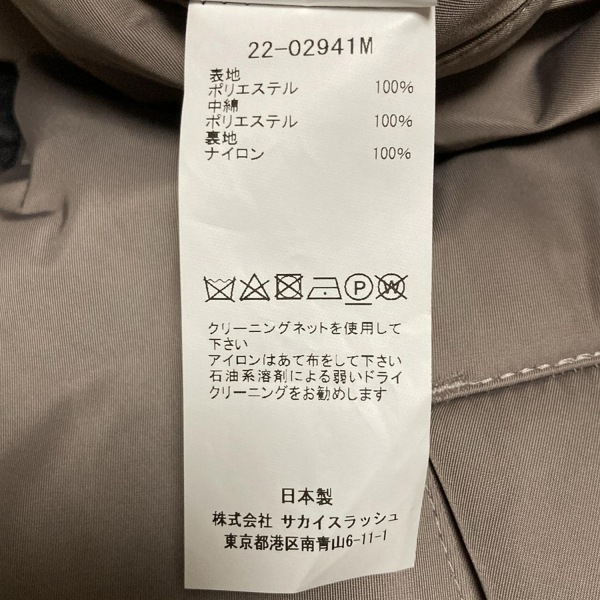 22-02941M
表地
ポリエステル 100%
中綿
ポリエステル 100%
裏地
ナイロン 100%
P W
クリーニングネットを使用して
下さい
アイロンはあて布をして下さい
石油系溶剤による弱いドライ
クリーニングをお勧めします
日本製
株式会社 サカイスラッシュ
東京都港区南青山6-11-1